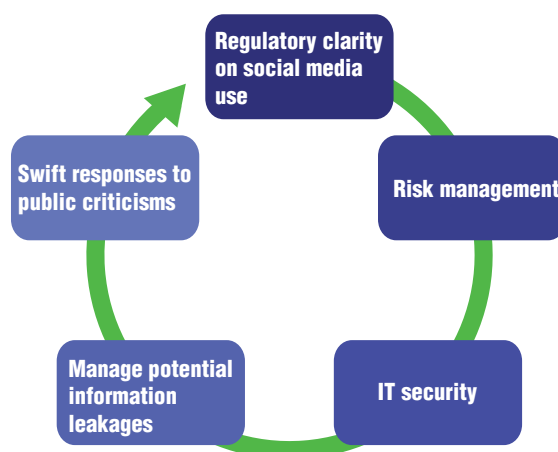 Regulatory clarity
on social media
use
Risk management
IT security
Manage potential
information
leakages
Swift responses to
public criticisms